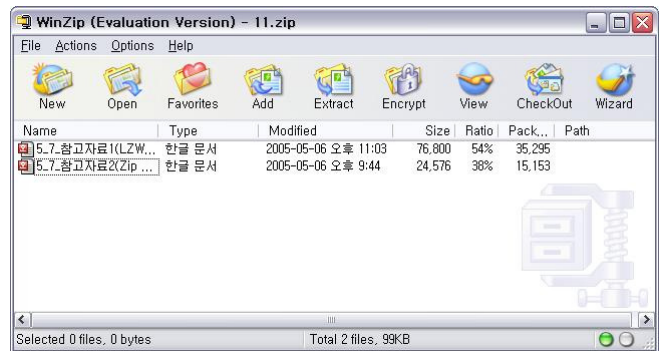 WinZip (Evaluation Version) - 11.zip
File Actions Options Help
New Open Favorites Add Extract Encrypt View CheckOut Wizard
Name Type Modified Size Ratio Pack... Path
5_7_참고자료1(LZW... 한글 문서 2005-05-06 오후 11:03 76,800 54% 35,295
5_7_참고자료2(Zip ... 한글 문서 2005-05-06 오후 9:44 24,576 38% 15,153
Selected 0 files, 0 bytes Total 2 files, 99KB